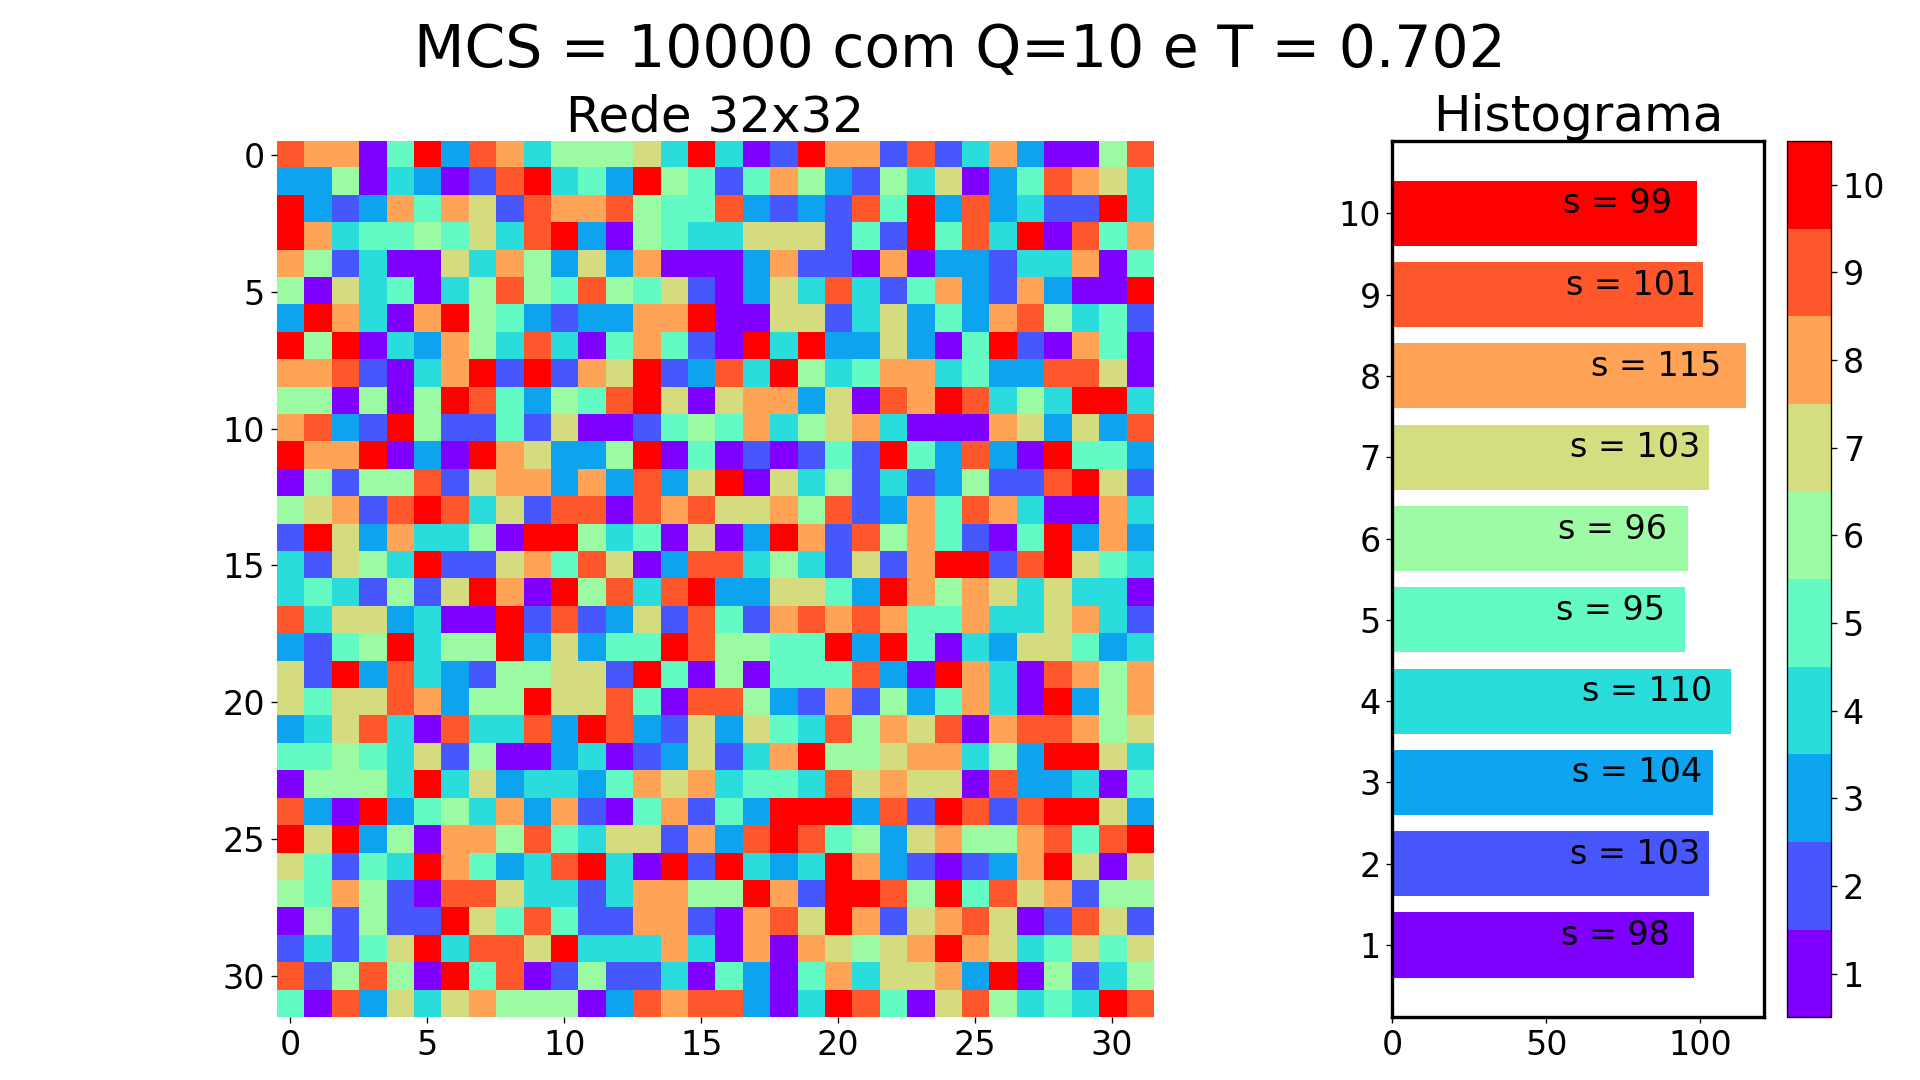 MCS = 10000 com Q=10 e T = 0.702
Rede 32x32
0
5
10
15
20
25
30
0 5 10 15 20 25 30
Histograma
10 s = 99
9 s = 101
8 s = 115
7 s = 103
6 s = 96
5 s = 95
4 s = 110
3 s = 104
2 s = 103
1 s = 98
0 50 100
10
9
8
7
6
5
4
3
2
1